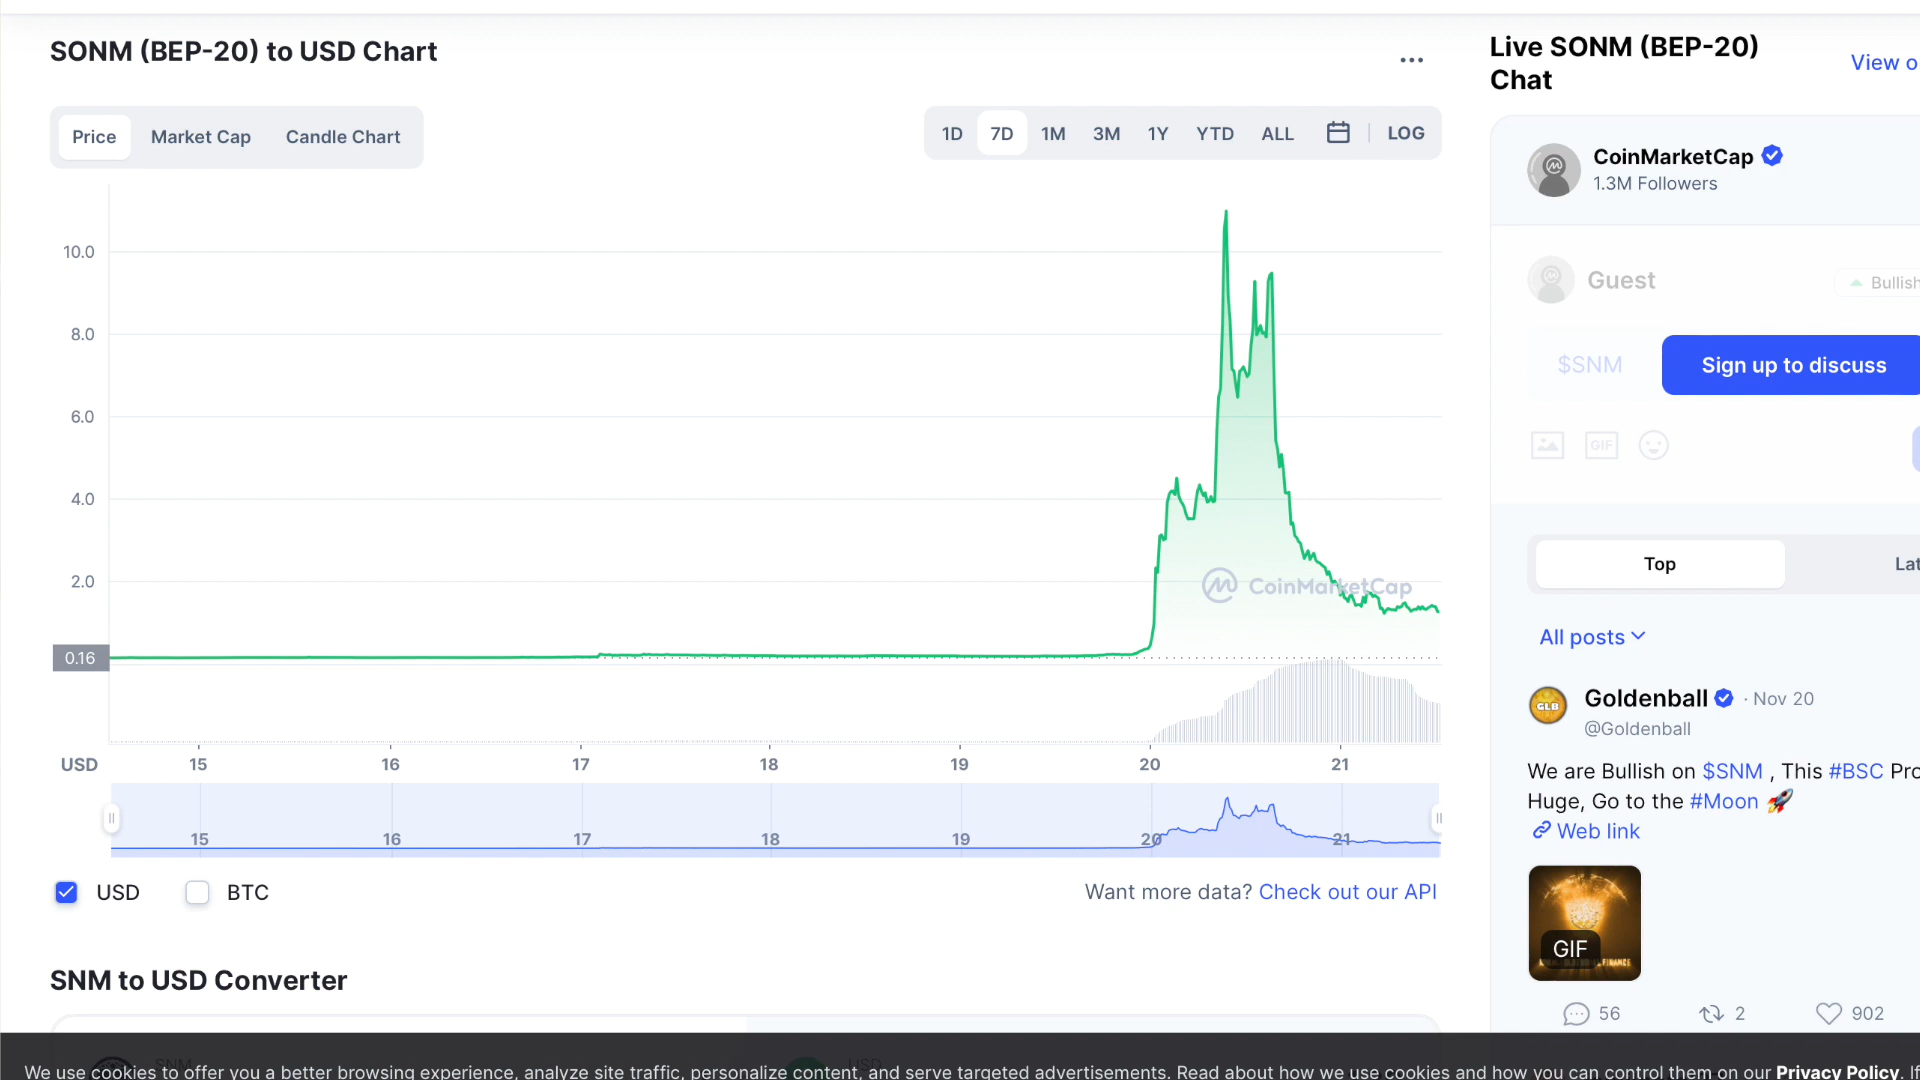 SONM (BEP-20) to USD Chart
Price Market Cap Candle Chart
1D 7D 1M 3M 1Y YTD ALL LOG
10.0
8.0
6.0
4.0
2.0
0.16
CoinMarketCap
USD 15 16 17 18 19 20 21
15 16 17 18 19 20 21
USD BTC
Want more data? Check out our API
SNM to USD Converter
SNM USD
Live SONM (BEP-20)
Chat
View o
CoinMarketCap
1.3M Followers
Guest
Bullish
$SNM
Sign up to discuss
GIF
Top Lat
All posts
GLB
Goldenball · Nov 20
@Goldenball
We are Bullish on $SNM , This #BSC Pro
Huge, Go to the #Moon 🚀
Web link
GIF
56 2 902
We use cookies to offer you a better browsing experience, analyze site traffic, personalize content, and serve targeted advertisements. Read about how we use cookies and how you can control them on our Privacy Policy. If